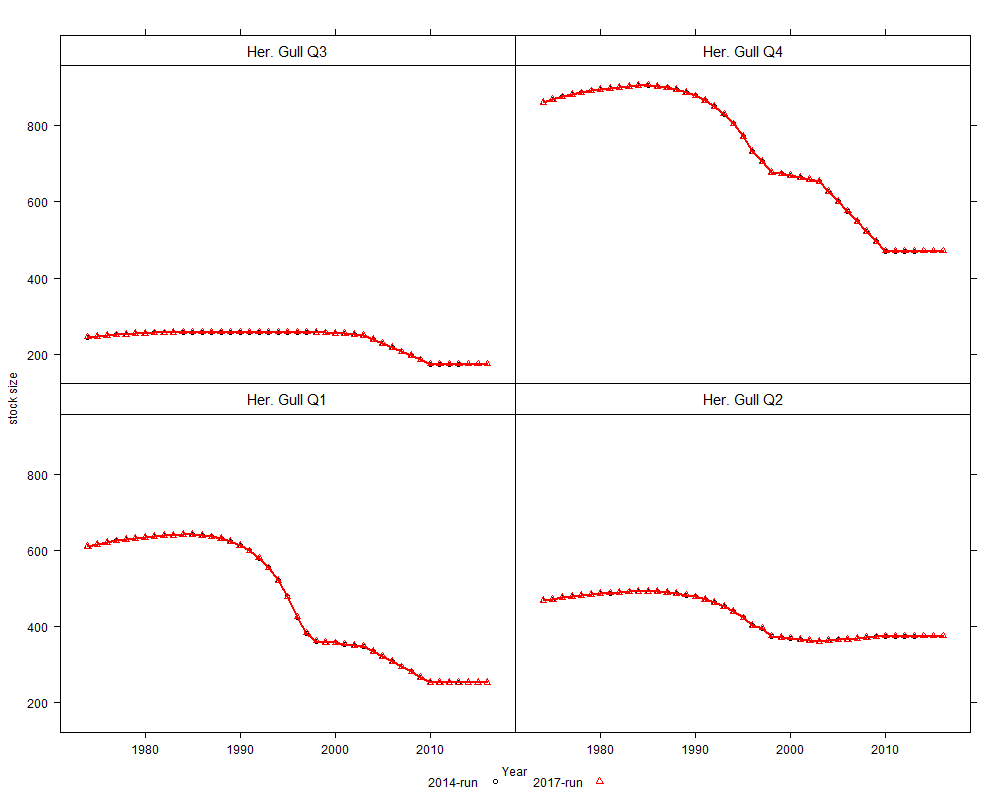 Her. Gull Q3
Her. Gull Q4
800
600
400
200
Her. Gull Q1
Her. Gull Q2
800
600
400
200
stock size
1980 1990 2000 2010 1980 1990 2000 2010
Year
2014-run 2017-run